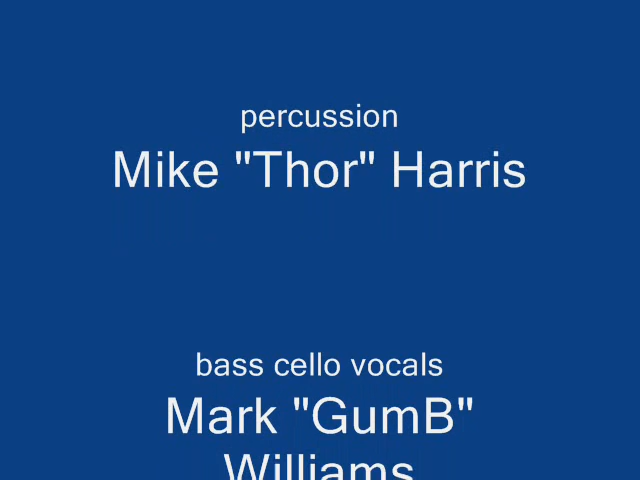 percussion
Mike "Thor" Harris
bass cello vocals
Mark "GumB"
Williams